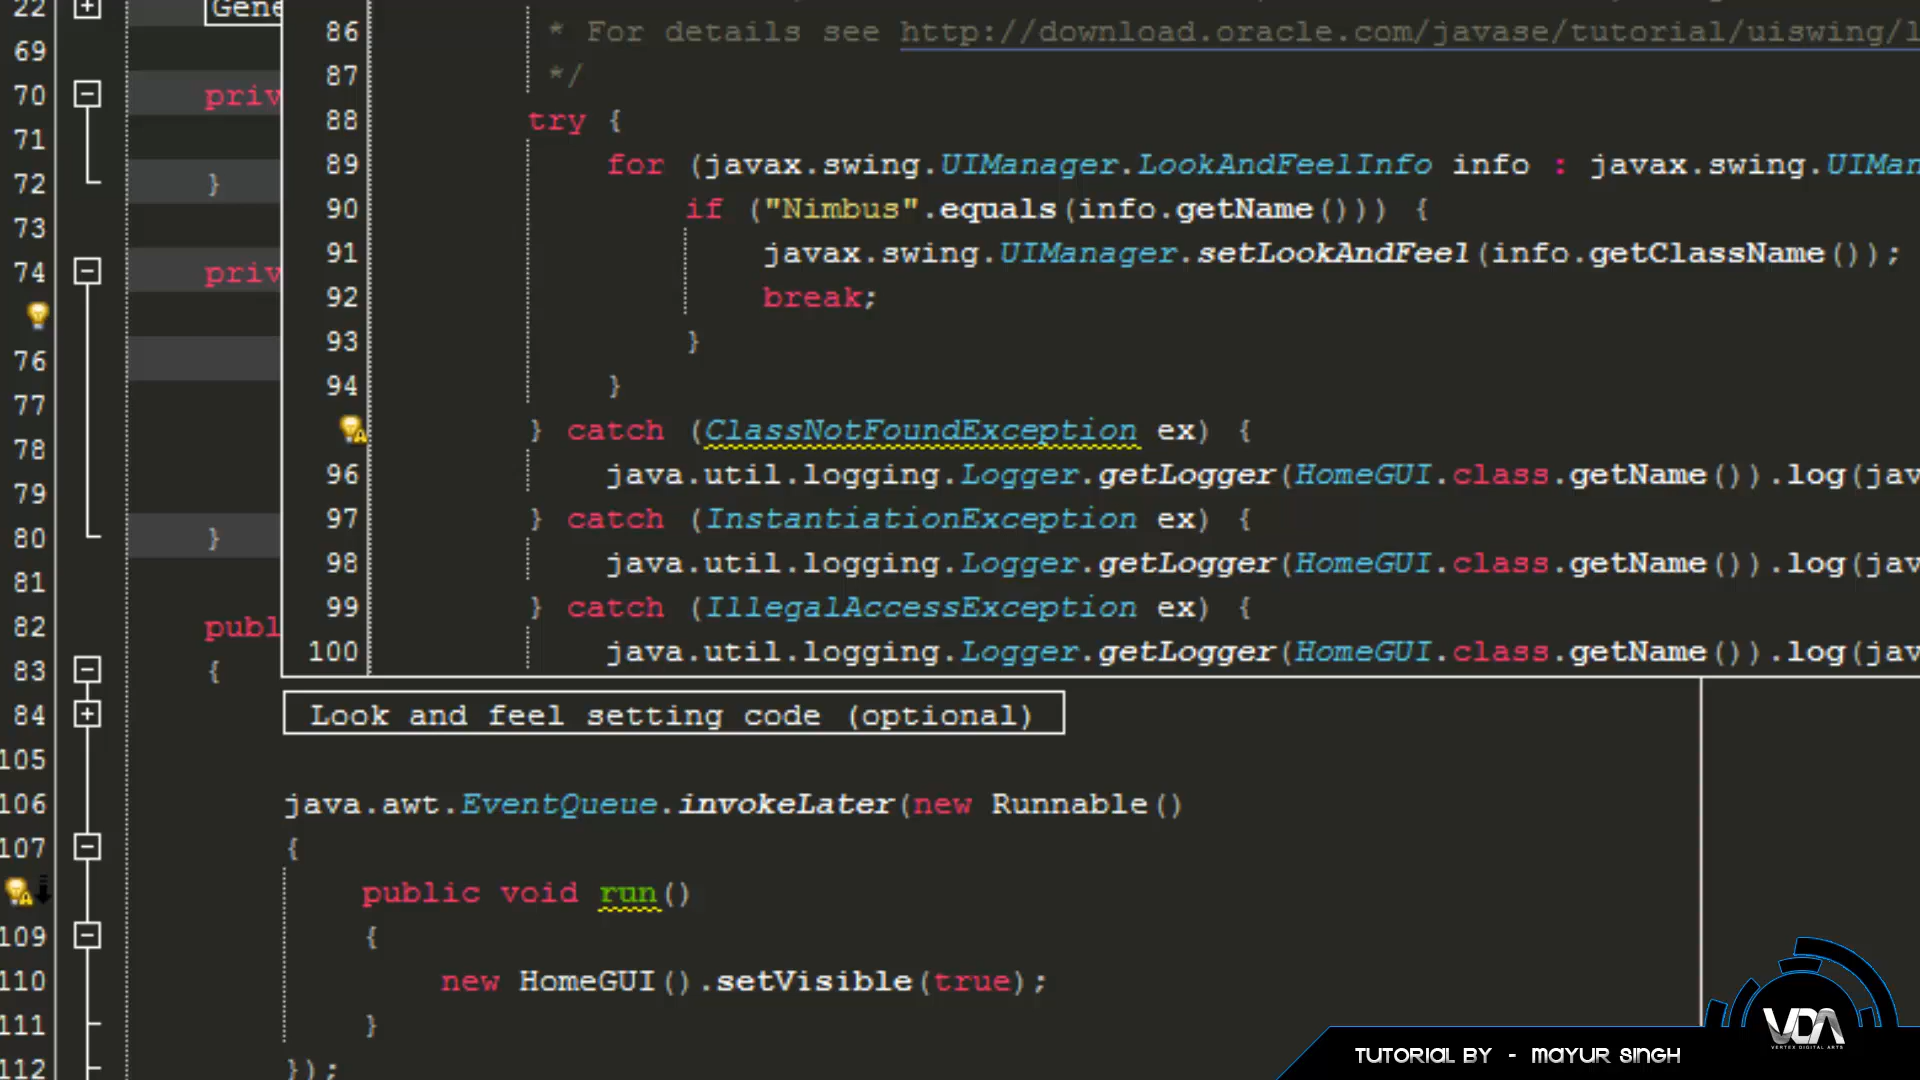 22 Gene
69
70 priv
71
72 }
73
74 priv
76
77
78
79
80 }
81
82 publ
83 {
86 * For details see http://download.oracle.com/javase/tutorial/uiswing/l
87 */
88 try {
89 for (javax.swing.UIManager.LookAndFeelInfo info : javax.swing.UIMan
90 if ("Nimbus".equals(info.getName())) {
91 javax.swing.UIManager.setLookAndFeel(info.getClassName());
92 break;
93 }
94 }
} catch (ClassNotFoundException ex) {
96 java.util.logging.Logger.getLogger(HomeGUI.class.getName()).log(jav
97 } catch (InstantiationException ex) {
98 java.util.logging.Logger.getLogger(HomeGUI.class.getName()).log(jav
99 } catch (IllegalAccessException ex) {
100 java.util.logging.Logger.getLogger(HomeGUI.class.getName()).log(jav
84 Look and feel setting code (optional)
105
106 java.awt.EventQueue.invokeLater(new Runnable()
107 {
public void run()
109 {
110 new HomeGUI().setVisible(true);
111 }
112 });
VDA
VERTEX DIGITAL ARTS
TUTORIAL BY - MAYUR SINGH